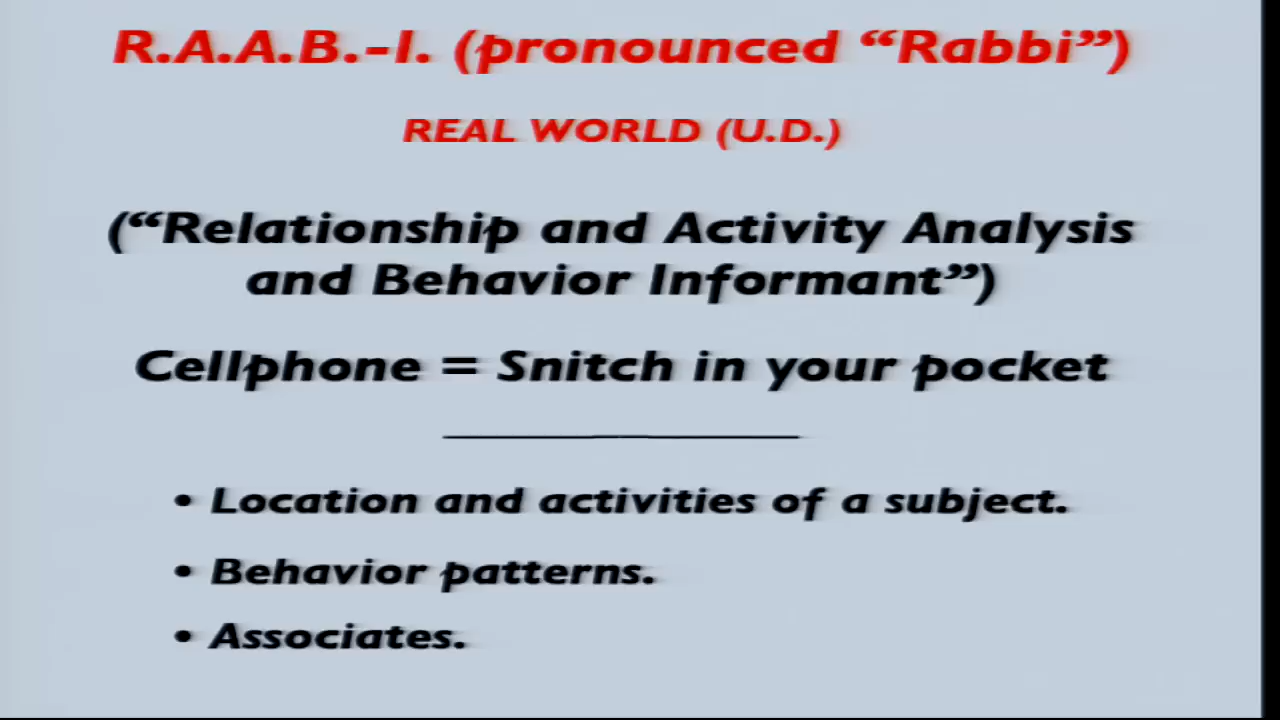 R.A.A.B.-I. (pronounced “Rabbi”)
REAL WORLD (U.D.)
(“Relationship and Activity Analysis
and Behavior Informant”)
Cellphone = Snitch in your pocket
• Location and activities of a subject.
• Behavior patterns.
• Associates.